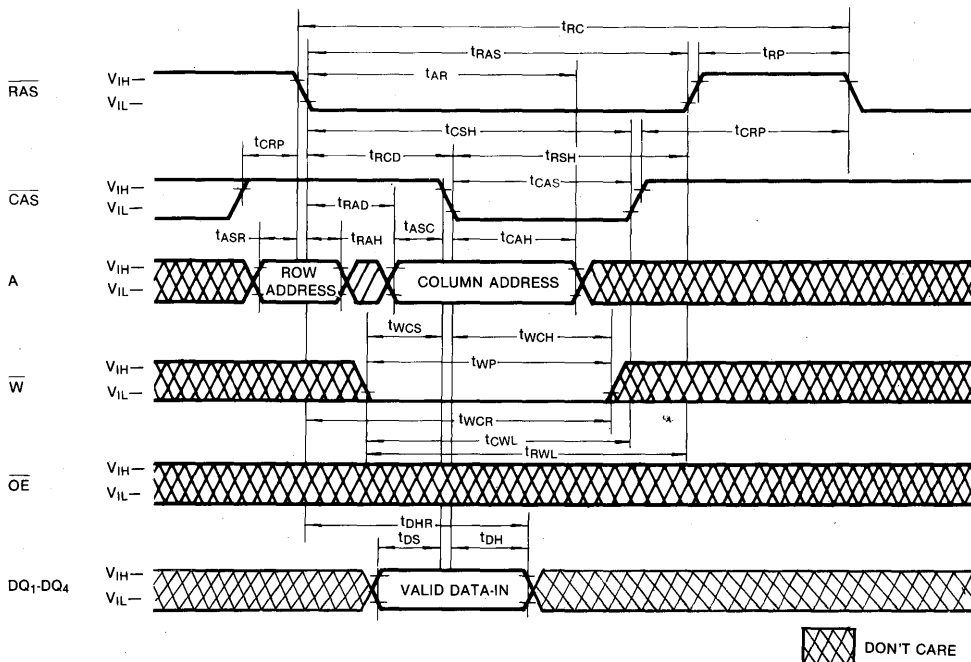 tRC
tRAS
tRP
tAR
RAS
VIH
VIL
tCSH
tCRP
tCRP
tRCD
tRSH
CAS
VIH
VIL
tCAS
tRAD
tASC
tASR
tRAH
tCAH
A
VIH
VIL
ROW
ADDRESS
COLUMN ADDRESS
tWCS
tWCH
tWP
W
VIH
VIL
tWCR
tCWL
tRWL
OE
VIH
VIL
tDHR
tDS
tDH
DQ1-DQ4
VIH
VIL
VALID DATA-IN
DON'T CARE